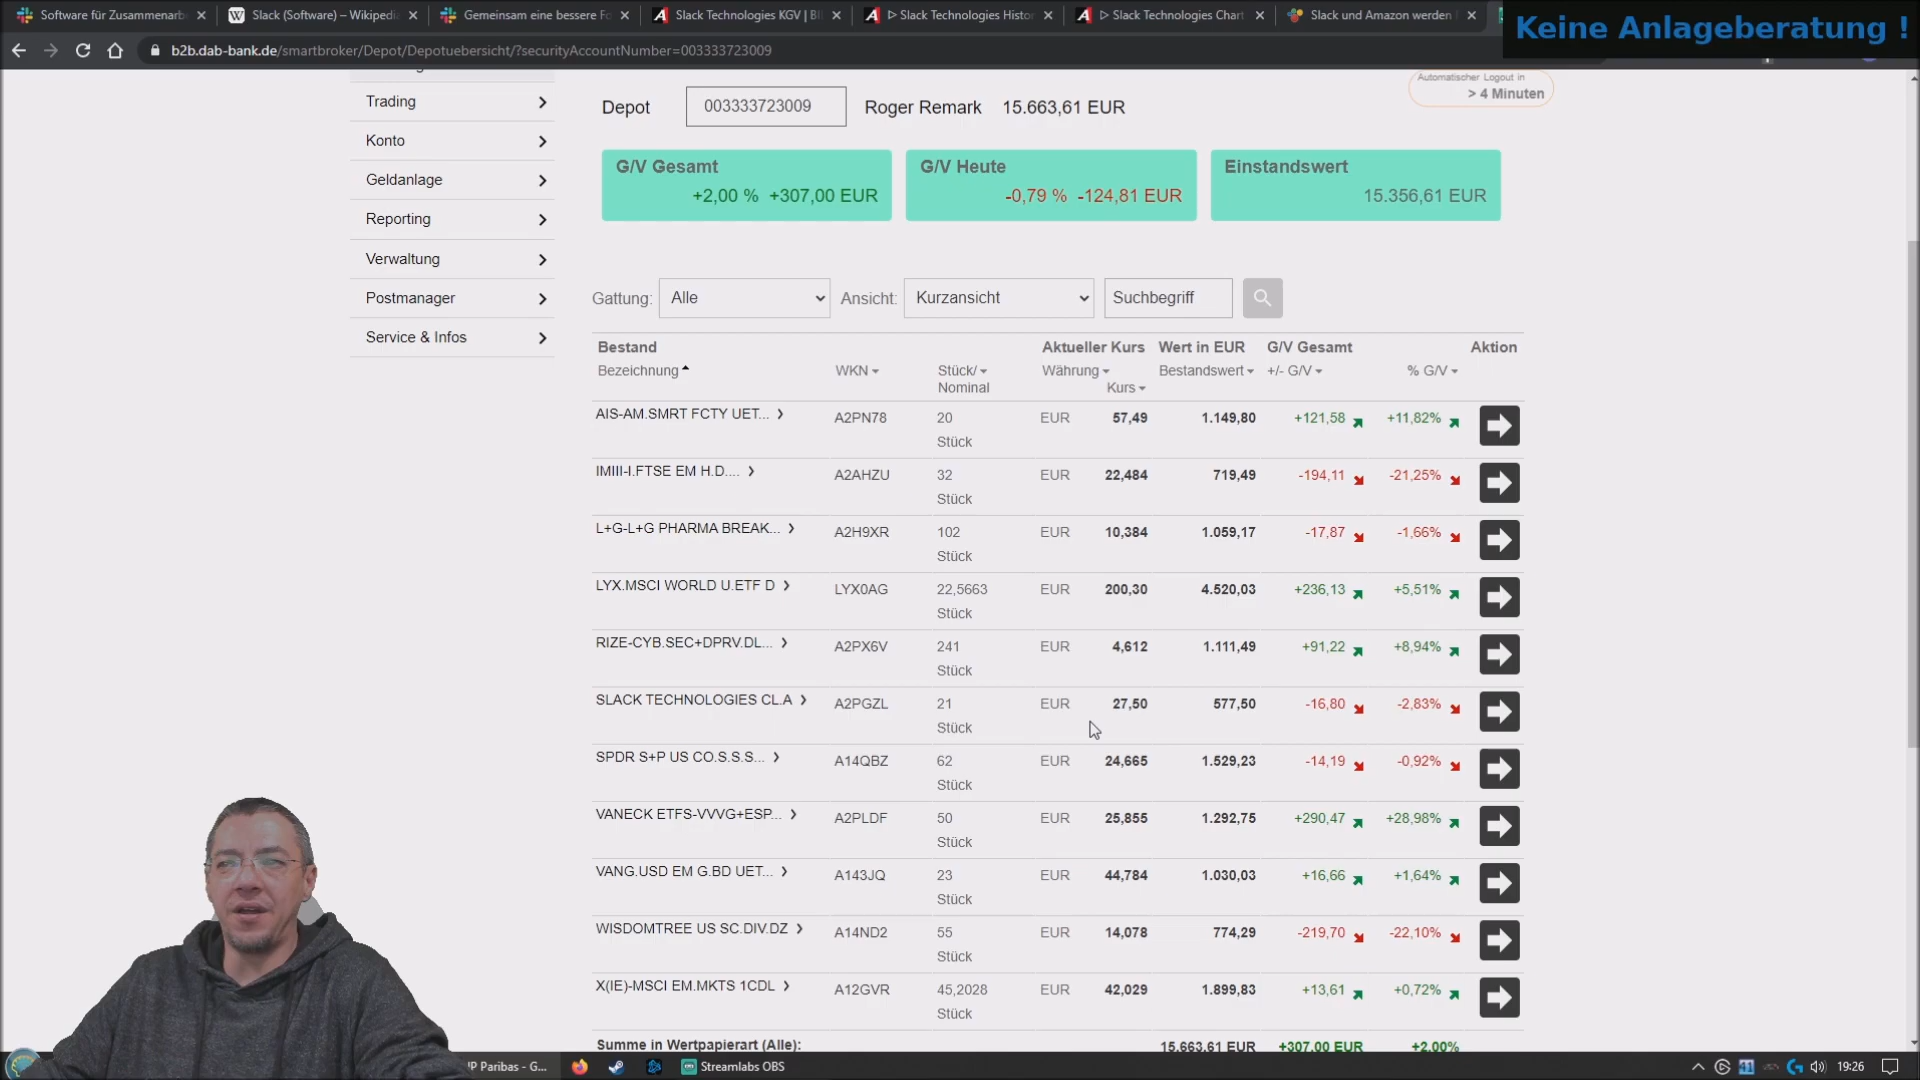 Software für Zusammenarb
Slack (Software) – Wikipedi
Gemeinsam eine bessere Fo
Slack Technologies KGV | B
▷ Slack Technologies Histor
▷ Slack Technologies Chart
Slack und Amazon werden
Keine Anlageberatung !
b2b.dab-bank.de/smartbroker/Depot/Depotuebersicht/?securityAccountNumber=003333723009
Trading
Konto
Geldanlage
Reporting
Verwaltung
Postmanager
Service & Infos
Automatischer Logout in
> 4 Minuten
Depot 003333723009 Roger Remark 15.663,61 EUR
G/V Gesamt
+2,00 % +307,00 EUR
G/V Heute
-0,79 % -124,81 EUR
Einstandswert
15.356,61 EUR
Gattung: Alle Ansicht: Kurzansicht Suchbegriff
Bestand Aktueller Kurs Wert in EUR G/V Gesamt Aktion
Bezeichnung WKN Stück/ Nominal Währung Kurs Bestandswert +/- G/V % G/V
AIS-AM.SMRT FCTY UET... A2PN78 20 Stück EUR 57,49 1.149,80 +121,58 +11,82%
IMIII-I.FTSE EM H.D.... A2AHZU 32 Stück EUR 22,484 719,49 -194,11 -21,25%
L+G-L+G PHARMA BREAK... A2H9XR 102 Stück EUR 10,384 1.059,17 -17,87 -1,66%
LYX.MSCI WORLD U.ETF D LYX0AG 22,5663 Stück EUR 200,30 4.520,03 +236,13 +5,51%
RIZE-CYB.SEC+DPRV.DL... A2PX6V 241 Stück EUR 4,612 1.111,49 +91,22 +8,94%
SLACK TECHNOLOGIES CL.A A2PGZL 21 Stück EUR 27,50 577,50 -16,80 -2,83%
SPDR S+P US CO.S.S.S... A14QBZ 62 Stück EUR 24,665 1.529,23 -14,19 -0,92%
VANECK ETFS-VVVG+ESP... A2PLDF 50 Stück EUR 25,855 1.292,75 +290,47 +28,98%
VANG.USD EM G.BD UET... A143JQ 23 Stück EUR 44,784 1.030,03 +16,66 +1,64%
WISDOMTREE US SC.DIV.DZ A14ND2 55 Stück EUR 14,078 774,29 -219,70 -22,10%
X(IE)-MSCI EM.MKTS 1CDL A12GVR 45,2028 Stück EUR 42,029 1.899,83 +13,61 +0,72%
Summe in Wertpapierart (Alle): 15.663,61 EUR +307,00 EUR +2,00%
Paribas - G...
Streamlabs OBS
19:26